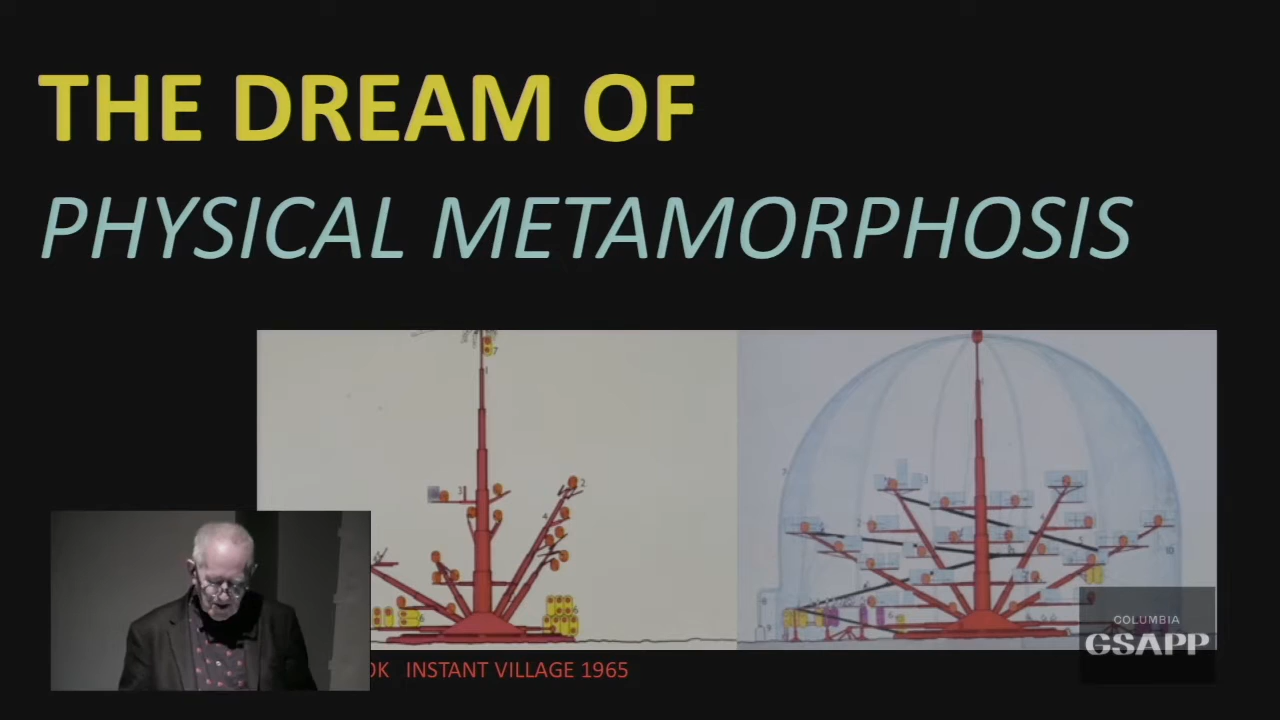 THE DREAM OF
PHYSICAL METAMORPHOSIS
OK INSTANT VILLAGE 1965
COLUMBIA
GSAPP